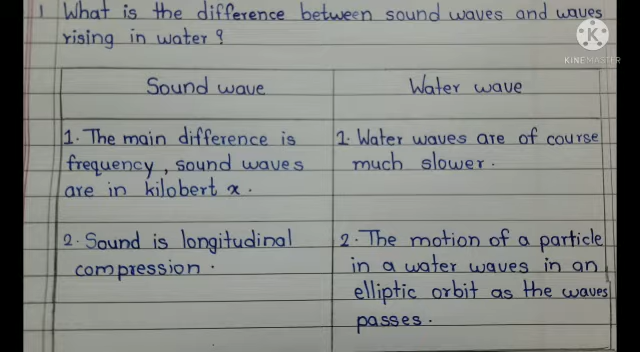 1 What is the difference between sound waves and waves
rising in water?
KINEMASTER
Sound wave
Water wave
1. The main difference is
frequency, sound waves
are in kilobert x.
1. Water waves are of course
much slower.
2. Sound is longitudinal
compression.
2. The motion of a particle
in a water waves in an
elliptic orbit as the waves
passes.